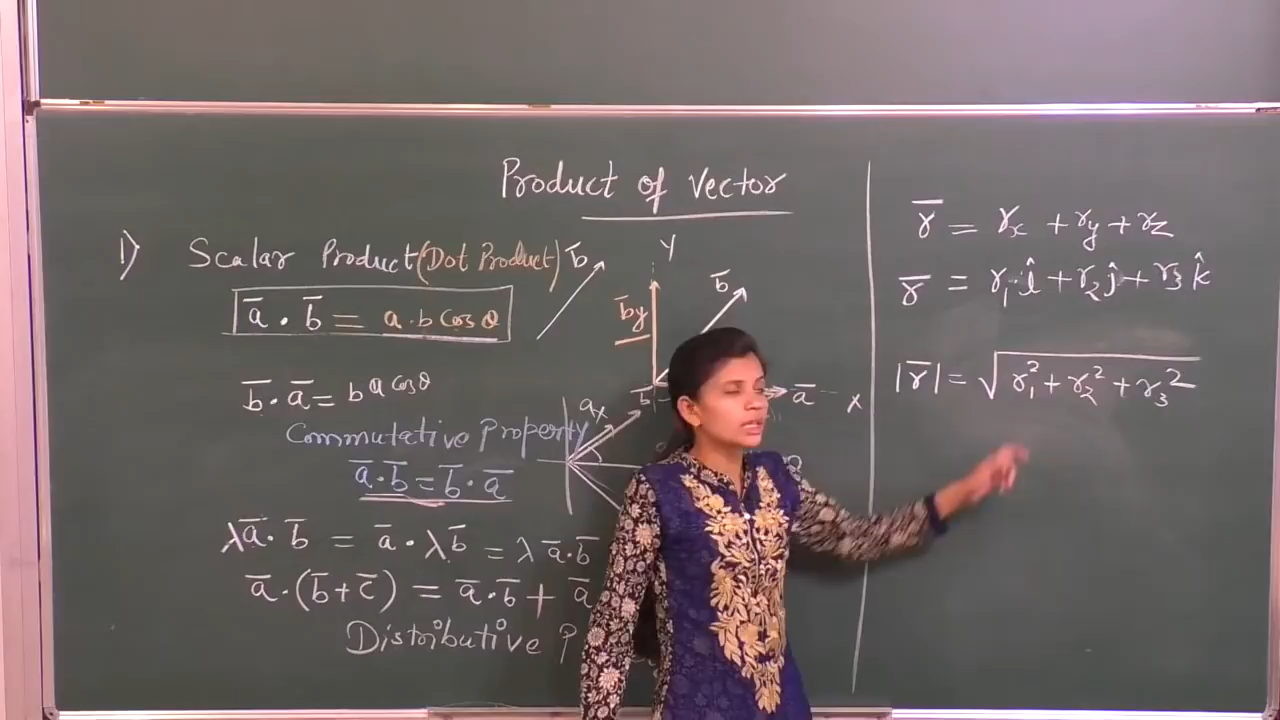 Product of Vector
1) Scalar Product (Dot Product)
a̅ . b̅ = a . b Cos θ
b̅ . a̅ = b a cos θ
Commutative Property
a̅ . b̅ = b̅ . a̅
λa̅ . b̅ = a̅ . λb̅ = λ a̅ . b̅
a̅ . (b̅ + c̅) = a̅ . b̅ + a̅
Distributive P
b̅
Y
b̅
b̅y
a̅
x
ax
r̅ = rx + ry + rz
r̅ = r₁ î + r₂ ĵ + r₃ k̂
|r̅| = √r₁² + r₂² + r₃²